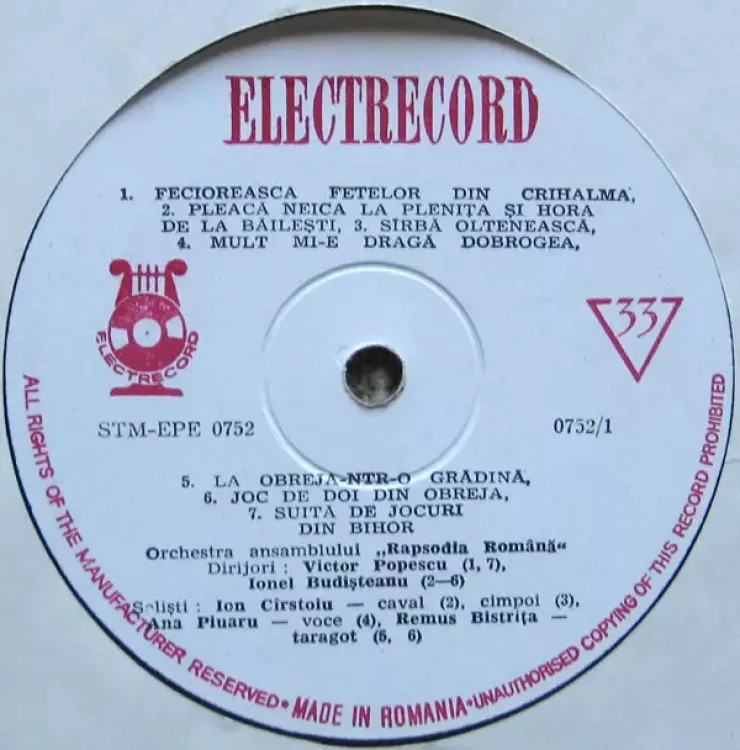 ELECTRECORD
1. FECIOREASCA FETELOR DIN CRIHALMA,
2. PLEACĂ NEICA LA PLENIȚA ȘI HORA
DE LA BĂILEȘTI, 3. SÎRBĂ OLTENEASCĂ,
4. MULT MI-E DRAGĂ DOBROGEA,
ELECTRECORD
33
STM-EPE 0752
0752/1
5. LA OBREJA-NTR-O GRĂDINĂ,
6. JOC DE DOI DIN OBREJA,
7. SUITĂ DE JOCURI
DIN BIHOR
Orchestra ansamblului „Rapsodia Română“
Dirijori : Victor Popescu (1, 7),
Ionel Budișteanu (2—6)
Soliști : Ion Cîrstoiu — caval (2), cimpoi (3),
Ana Piuaru — voce (4), Remus Bistrița —
taragot (5, 6)
ALL RIGHTS OF THE MANUFACTURER RESERVED • MADE IN ROMANIA • UNAUTHORISED COPYING OF THIS RECORD PROHIBITED